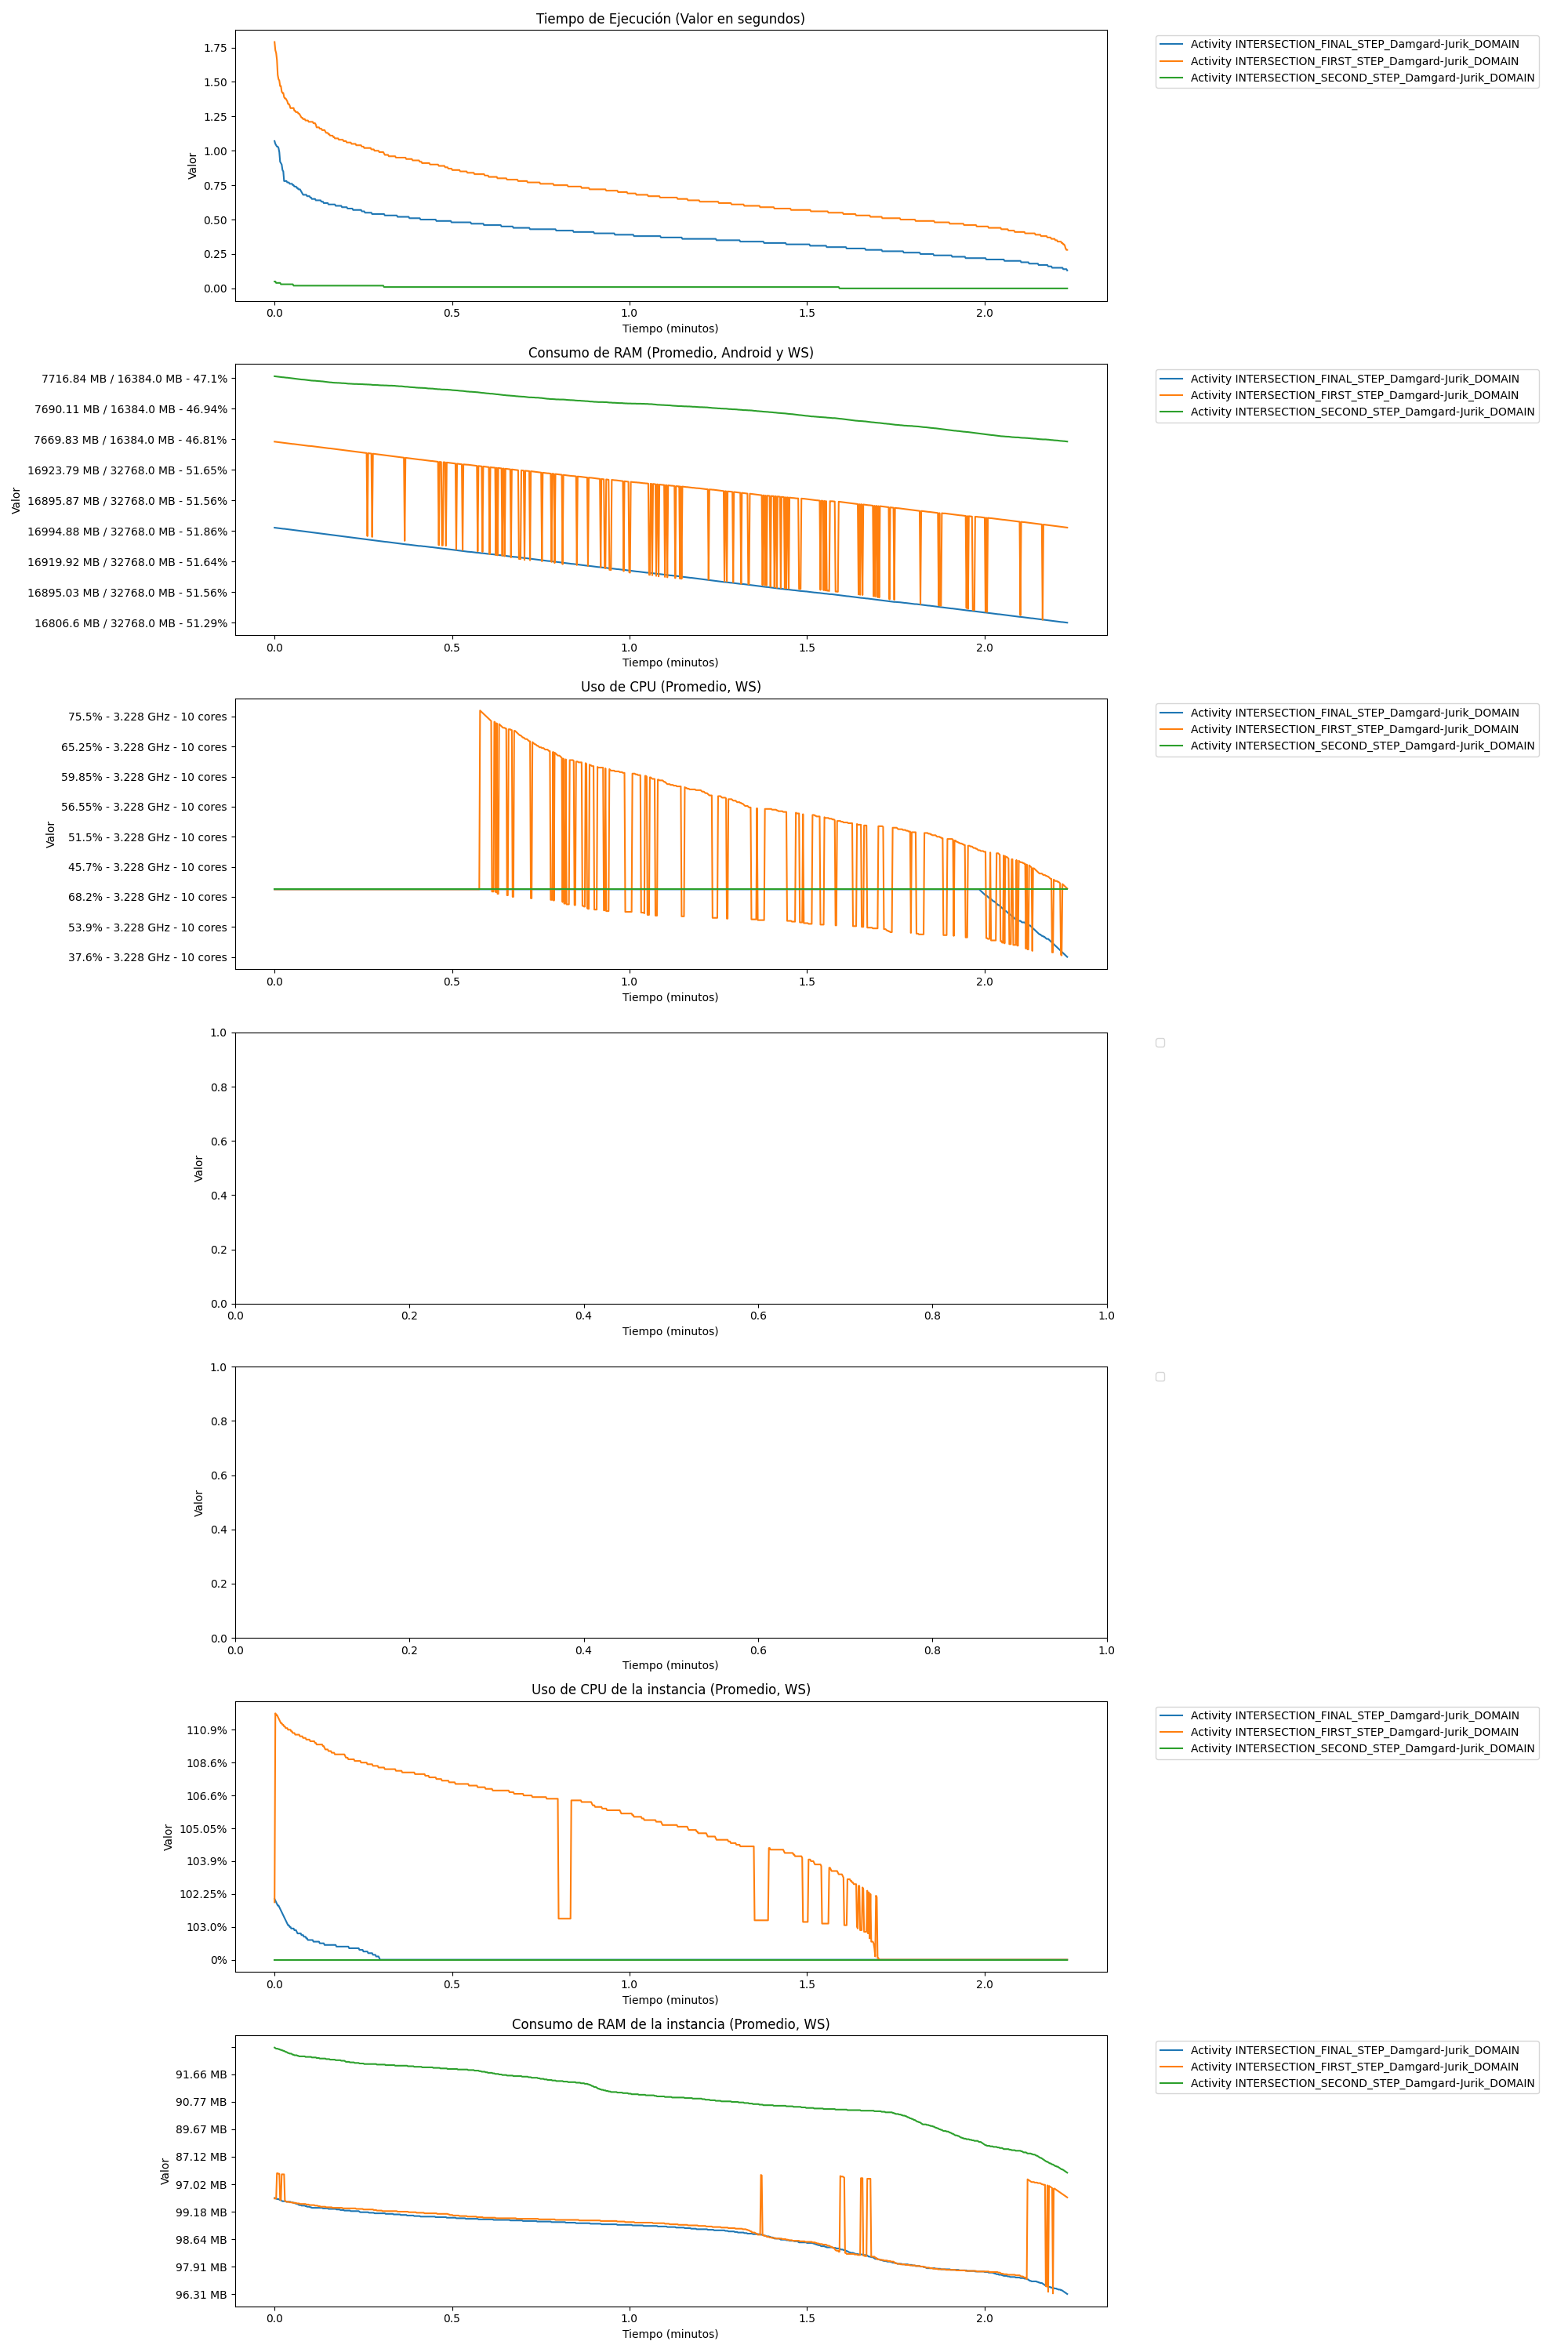 Tiempo de Ejecución (Valor en segundos)
1.75
1.50
1.25
1.00
0.75
0.50
0.25
0.00
Valor
0.0 0.5 1.0 1.5 2.0
Tiempo (minutos)
Activity INTERSECTION_FINAL_STEP_Damgard-Jurik_DOMAIN
Activity INTERSECTION_FIRST_STEP_Damgard-Jurik_DOMAIN
Activity INTERSECTION_SECOND_STEP_Damgard-Jurik_DOMAIN
Consumo de RAM (Promedio, Android y WS)
7716.84 MB / 16384.0 MB - 47.1%
7690.11 MB / 16384.0 MB - 46.94%
7669.83 MB / 16384.0 MB - 46.81%
16923.79 MB / 32768.0 MB - 51.65%
16895.87 MB / 32768.0 MB - 51.56%
16994.88 MB / 32768.0 MB - 51.86%
16919.92 MB / 32768.0 MB - 51.64%
16895.03 MB / 32768.0 MB - 51.56%
16806.6 MB / 32768.0 MB - 51.29%
Valor
0.0 0.5 1.0 1.5 2.0
Tiempo (minutos)
Activity INTERSECTION_FINAL_STEP_Damgard-Jurik_DOMAIN
Activity INTERSECTION_FIRST_STEP_Damgard-Jurik_DOMAIN
Activity INTERSECTION_SECOND_STEP_Damgard-Jurik_DOMAIN
Uso de CPU (Promedio, WS)
75.5% - 3.228 GHz - 10 cores
65.25% - 3.228 GHz - 10 cores
59.85% - 3.228 GHz - 10 cores
56.55% - 3.228 GHz - 10 cores
51.5% - 3.228 GHz - 10 cores
45.7% - 3.228 GHz - 10 cores
68.2% - 3.228 GHz - 10 cores
53.9% - 3.228 GHz - 10 cores
37.6% - 3.228 GHz - 10 cores
Valor
0.0 0.5 1.0 1.5 2.0
Tiempo (minutos)
Activity INTERSECTION_FINAL_STEP_Damgard-Jurik_DOMAIN
Activity INTERSECTION_FIRST_STEP_Damgard-Jurik_DOMAIN
Activity INTERSECTION_SECOND_STEP_Damgard-Jurik_DOMAIN
1.0
0.8
0.6
0.4
0.2
0.0
Valor
0.0 0.2 0.4 0.6 0.8 1.0
Tiempo (minutos)
1.0
0.8
0.6
0.4
0.2
0.0
Valor
0.0 0.2 0.4 0.6 0.8 1.0
Tiempo (minutos)
Uso de CPU de la instancia (Promedio, WS)
110.9%
108.6%
106.6%
105.05%
103.9%
102.25%
103.0%
0%
Valor
0.0 0.5 1.0 1.5 2.0
Tiempo (minutos)
Activity INTERSECTION_FINAL_STEP_Damgard-Jurik_DOMAIN
Activity INTERSECTION_FIRST_STEP_Damgard-Jurik_DOMAIN
Activity INTERSECTION_SECOND_STEP_Damgard-Jurik_DOMAIN
Consumo de RAM de la instancia (Promedio, WS)
91.66 MB
90.77 MB
89.67 MB
87.12 MB
97.02 MB
99.18 MB
98.64 MB
97.91 MB
96.31 MB
Valor
0.0 0.5 1.0 1.5 2.0
Tiempo (minutos)
Activity INTERSECTION_FINAL_STEP_Damgard-Jurik_DOMAIN
Activity INTERSECTION_FIRST_STEP_Damgard-Jurik_DOMAIN
Activity INTERSECTION_SECOND_STEP_Damgard-Jurik_DOMAIN